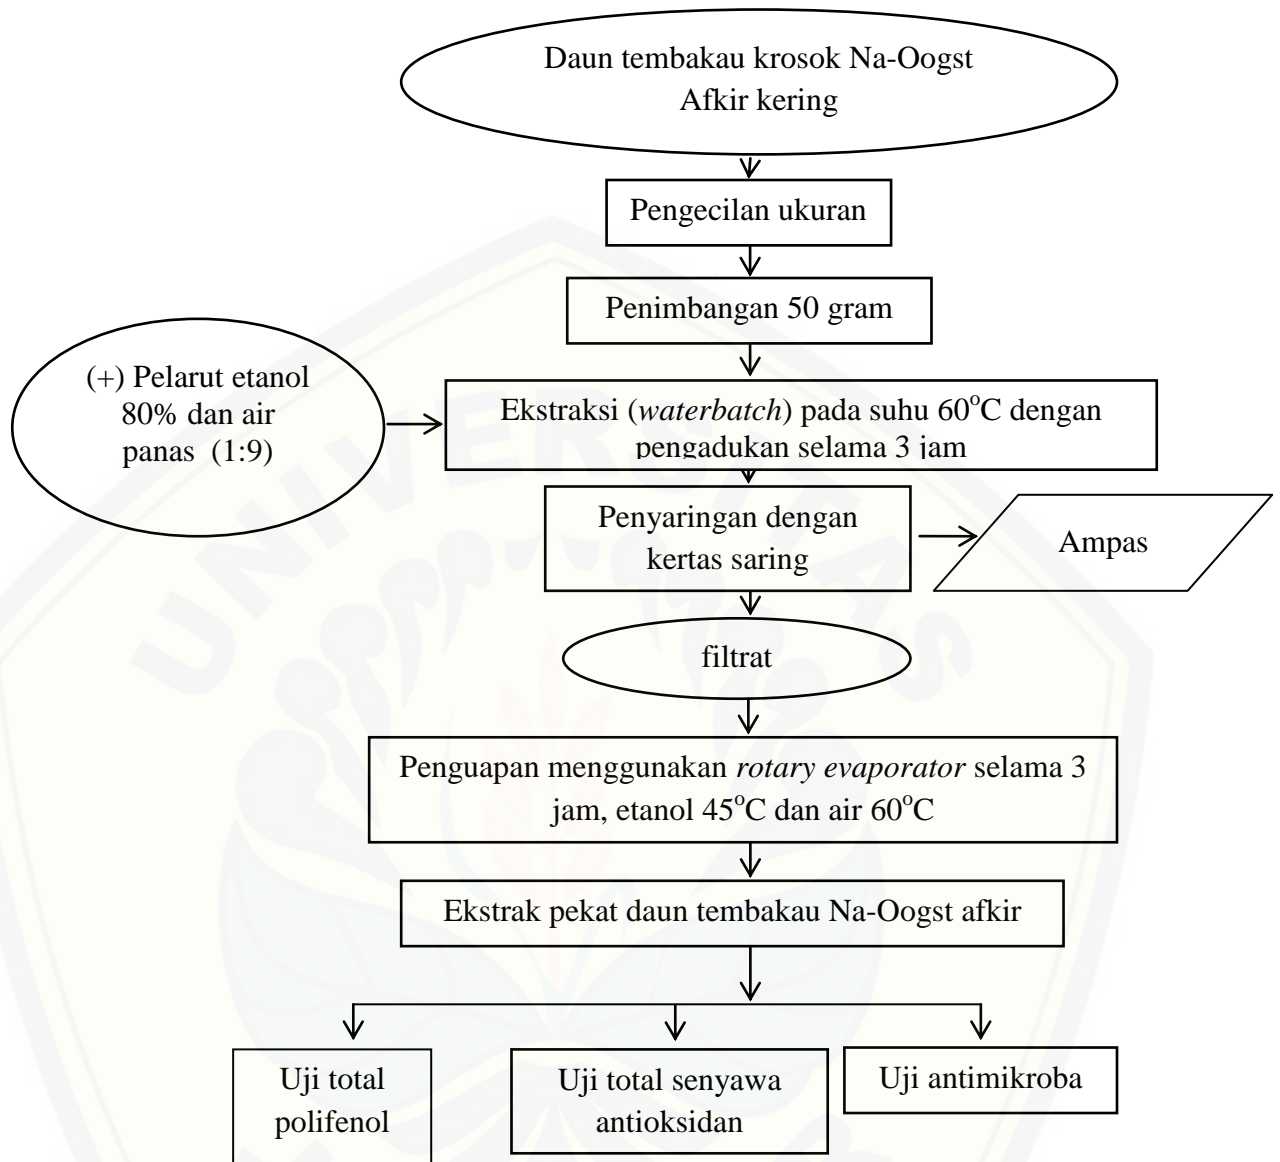 Daun tembakau krosok Na-Oogst
Afkir kering
Pengecilan ukuran
Penimbangan 50 gram
(+) Pelarut etanol
80% dan air
panas (1:9)
Ekstraksi (waterbatch) pada suhu 60°C dengan
pengadukan selama 3 jam
Penyaringan dengan
kertas saring
Ampas
filtrat
Penguapan menggunakan rotary evaporator selama 3
jam, etanol 45°C dan air 60°C
Ekstrak pekat daun tembakau Na-Oogst afkir
Uji total
polifenol
Uji total senyawa
antioksidan
Uji antimikroba
UNIVERSITAS